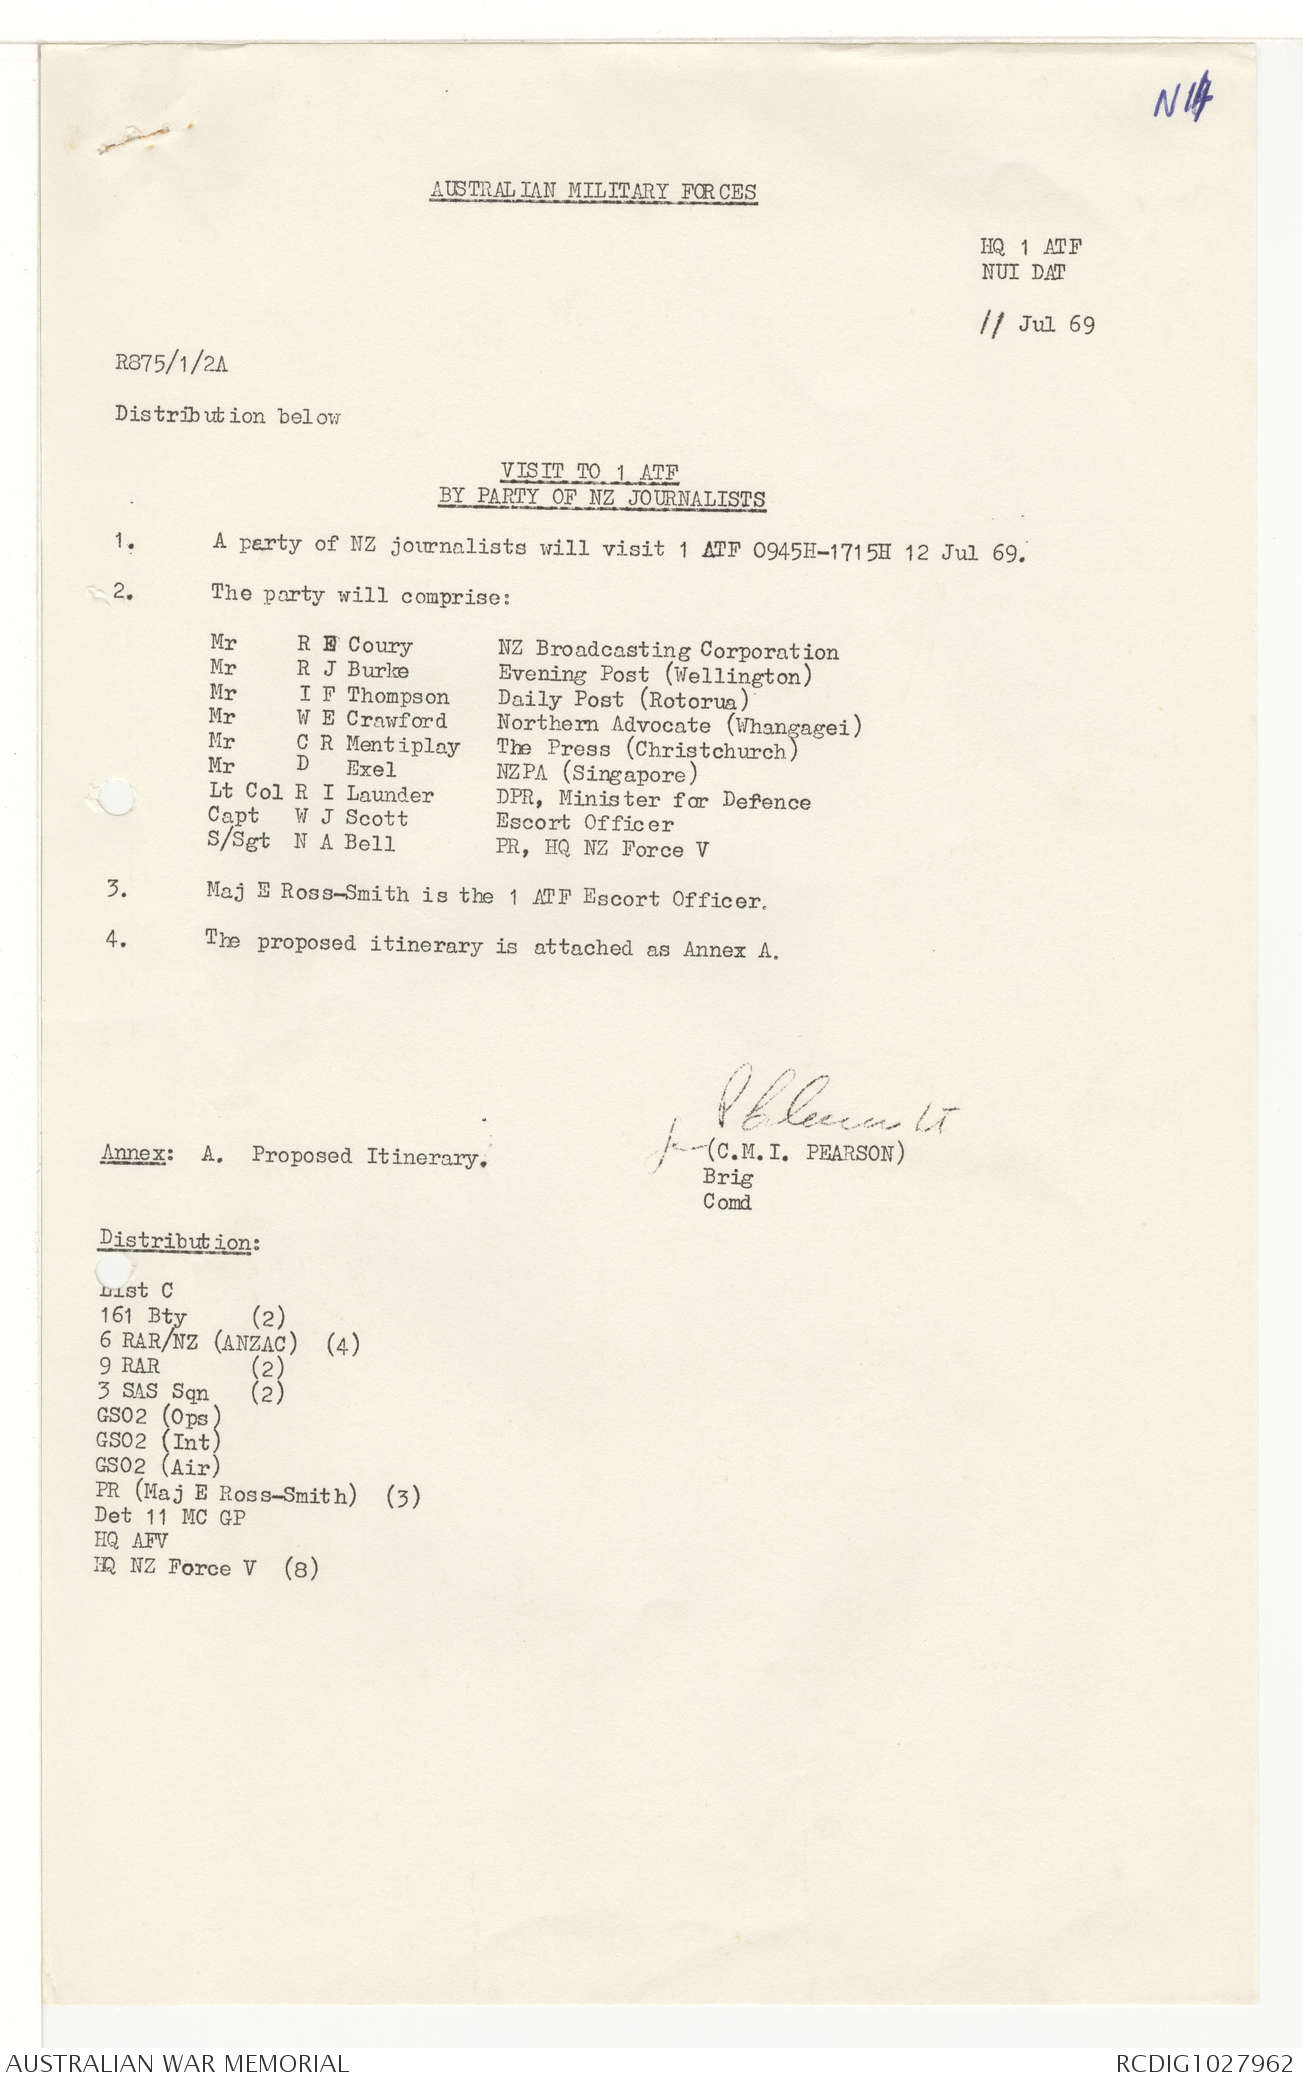 AUSTRALIAN MILITARY FORCES
HQ 1 ATF
NUI DAT
11 Jul 69
R875/1/2A
Distribution below
VISIT TO 1 ATF
BY PARTY OF NZ JOURNALISTS
1. A party of NZ journalists will visit 1 ATF 0945H-1715H 12 Jul 69.
2. The party will comprise:
Mr R E Coury NZ Broadcasting Corporation
Mr R J Burke Evening Post (Wellington)
Mr I F Thompson Daily Post (Rotorua)
Mr W E Crawford Northern Advocate (Whangagei)
Mr C R Mentiplay The Press (Christchurch)
Mr D Exel NZPA (Singapore)
Lt Col R I Launder DPR, Minister for Defence
Capt W J Scott Escort Officer
S/Sgt N A Bell PR, HQ NZ Force V
3. Maj E Ross-Smith is the 1 ATF Escort Officer.
4. The proposed itinerary is attached as Annex A.
Annex: A. Proposed Itinerary.
(C.M.I. PEARSON)
Brig
Comd
Distribution:
List C
161 Bty (2)
6 RAR/NZ (ANZAC) (4)
9 RAR (2)
3 SAS Sqn (2)
GSO2 (Ops)
GSO2 (Int)
GSO2 (Air)
PR (Maj E Ross-Smith) (3)
Det 11 MC GP
HQ AFV
HQ NZ Force V (8)
AUSTRALIAN WAR MEMORIAL
RCDIG1027962